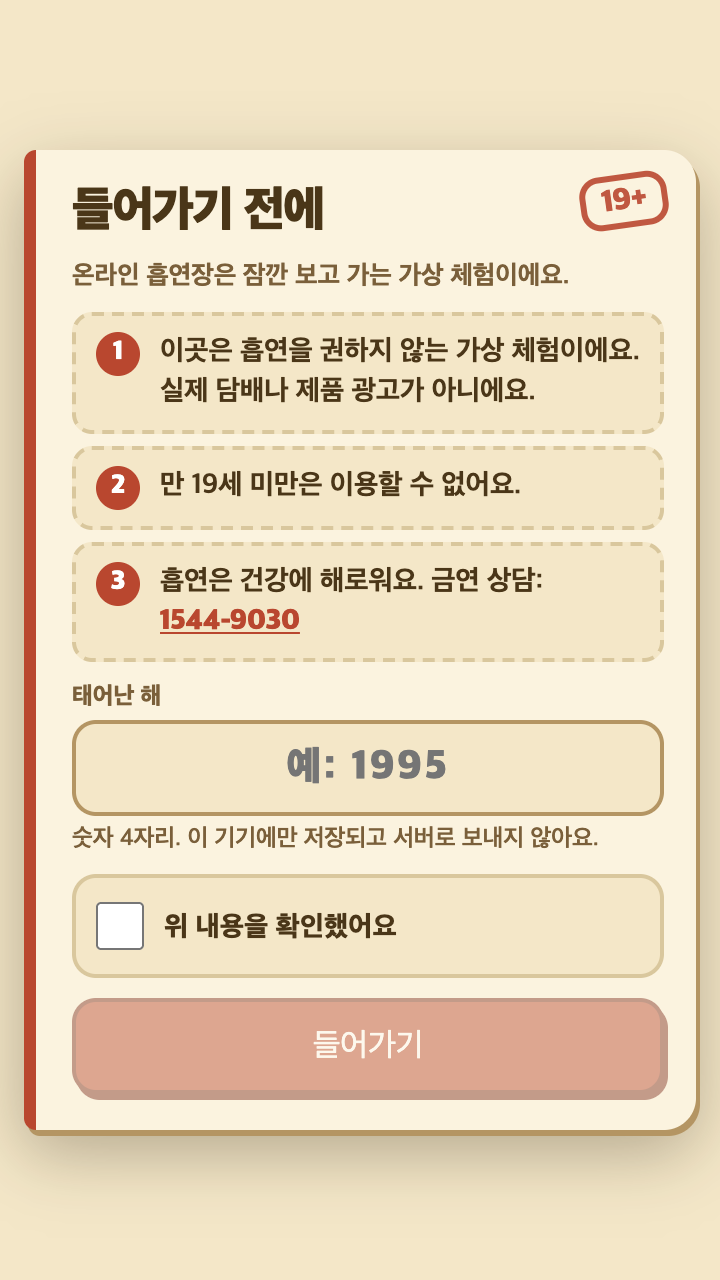 들어가기 전에
19+
온라인 흡연장은 잠깐 보고 가는 가상 체험이에요.
1
이곳은 흡연을 권하지 않는 가상 체험이에요.
실제 담배나 제품 광고가 아니에요.
2
만 19세 미만은 이용할 수 없어요.
3
흡연은 건강에 해로워요. 금연 상담:
1544-9030
태어난 해
예: 1995
숫자 4자리. 이 기기에만 저장되고 서버로 보내지 않아요.
위 내용을 확인했어요
들어가기